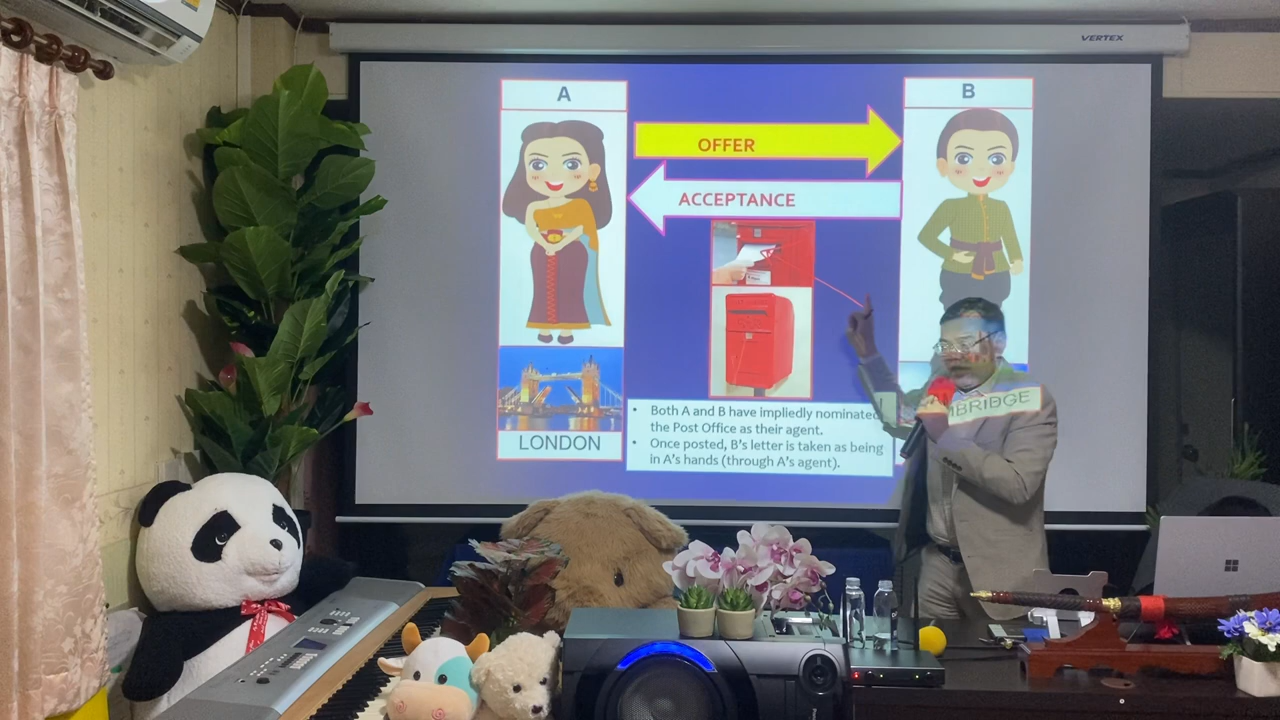 VERTEX
A
B
OFFER
ACCEPTANCE
• Both A and B have impliedly nominated
the Post Office as their agent.
• Once posted, B's letter is taken as being
in A's hands (through A's agent).
LONDON
MBRIDGE